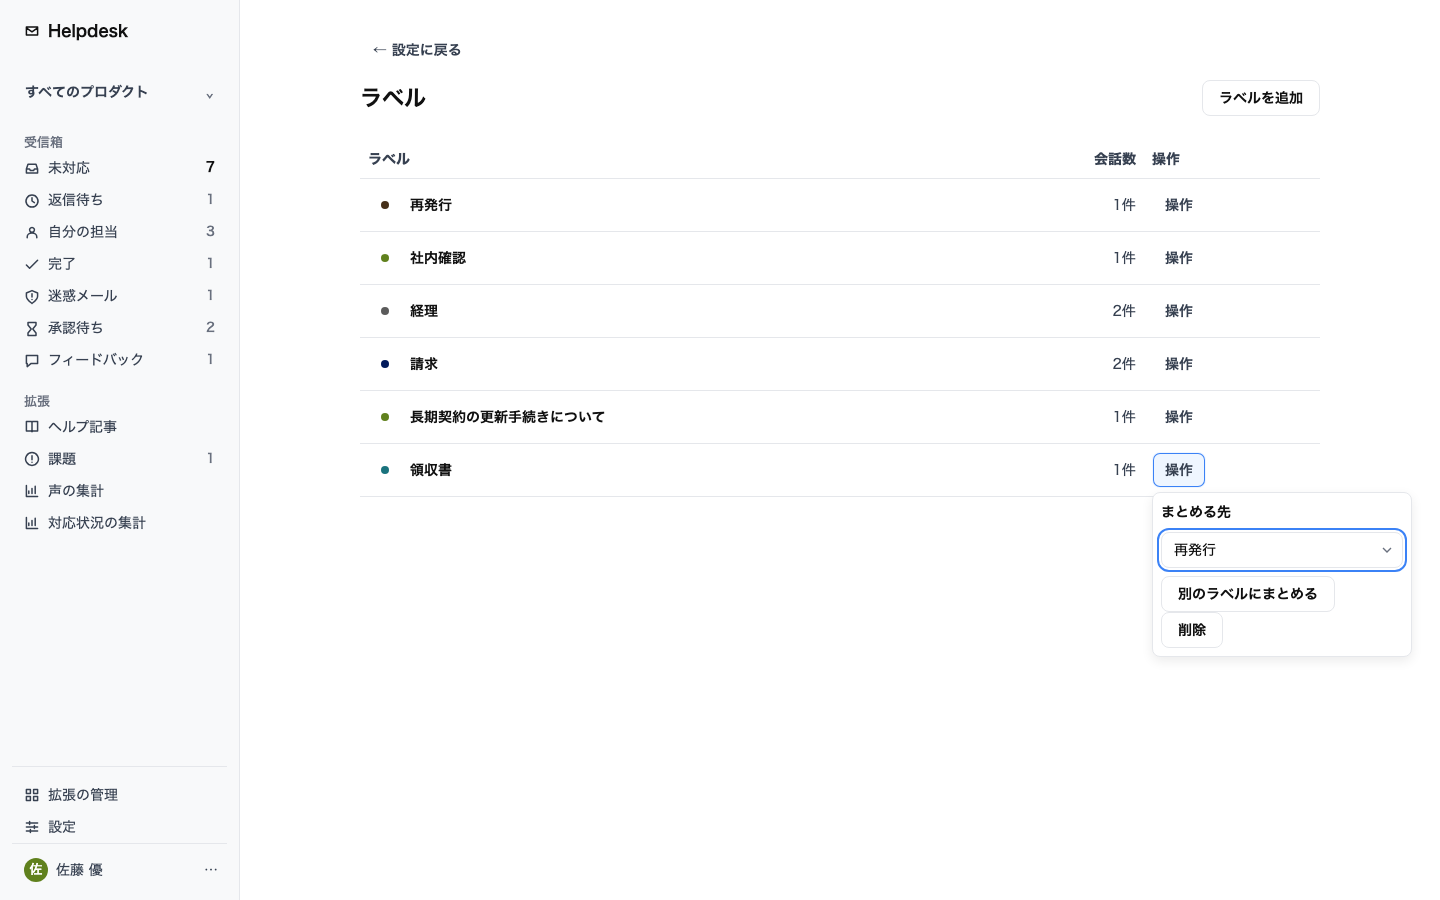 Helpdesk
すべてのプロダクト
受信箱
未対応 7
返信待ち 1
自分の担当 3
完了 1
迷惑メール 1
承認待ち 2
フィードバック 1
拡張
ヘルプ記事
課題 1
声の集計
対応状況の集計
拡張の管理
設定
佐 佐藤 優 …
← 設定に戻る
ラベル
ラベルを追加
ラベル 会話数 操作
再発行 1件 操作
社内確認 1件 操作
経理 2件 操作
請求 2件 操作
長期契約の更新手続きについて 1件 操作
領収書 1件 操作
まとめる先
再発行
別のラベルにまとめる
削除